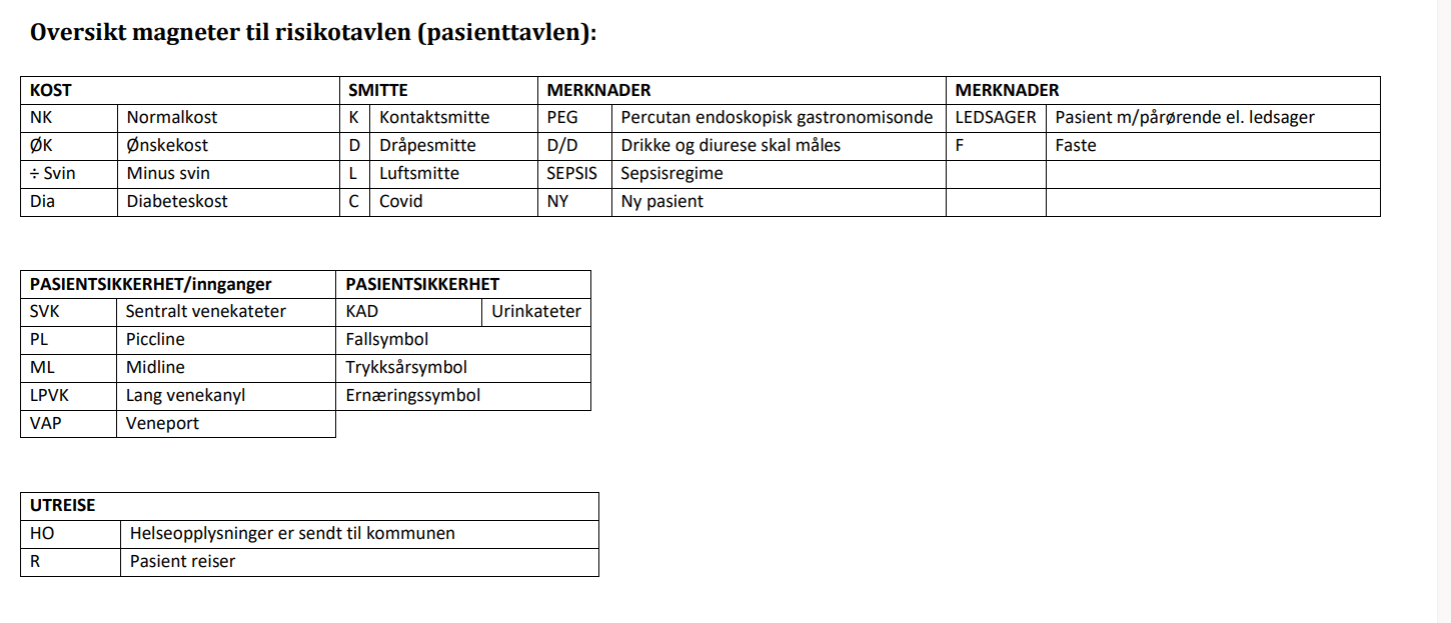 Oversikt magneter til risikotavlen (pasienttavlen):
KOST SMITTE MERKNADER MERKNADER
NK Normalkost K Kontaktsmitte PEG Percutan endoskopisk gastronomisonde LEDSAGER Pasient m/pårørende el. ledsager
ØK Ønskekost D Dråpesmitte D/D Drikke og diurese skal måles F Faste
÷ Svin Minus svin L Luftsmitte SEPSIS Sepsisregime
Dia Diabeteskost C Covid NY Ny pasient
PASIENTSIKKERHET/innganger PASIENTSIKKERHET
SVK Sentralt venekateter KAD Urinkateter
PL Piccline Fallsymbol
ML Midline Trykksårsymbol
LPVK Lang venekanyl Ernæringssymbol
VAP Veneport
UTREISE
HO Helseopplysninger er sendt til kommunen
R Pasient reiser